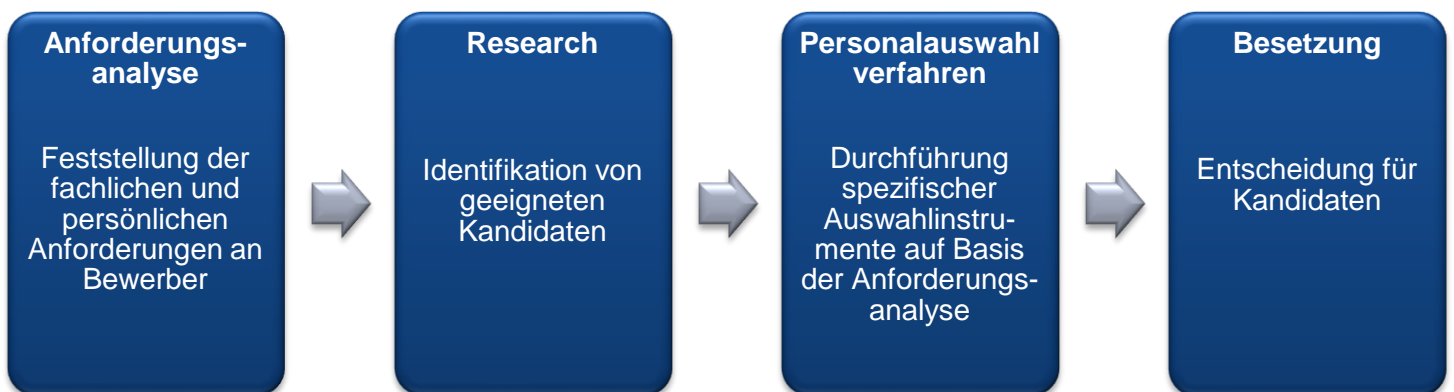 Anforderungs-
analyse
Feststellung der
fachlichen und
persönlichen
Anforderungen an
Bewerber
Research
Identifikation von
geeigneten
Kandidaten
Personalauswahl
verfahren
Durchführung
spezifischer
Auswahlinstru-
mente auf Basis
der Anforderungs-
analyse
Besetzung
Entscheidung für
Kandidaten